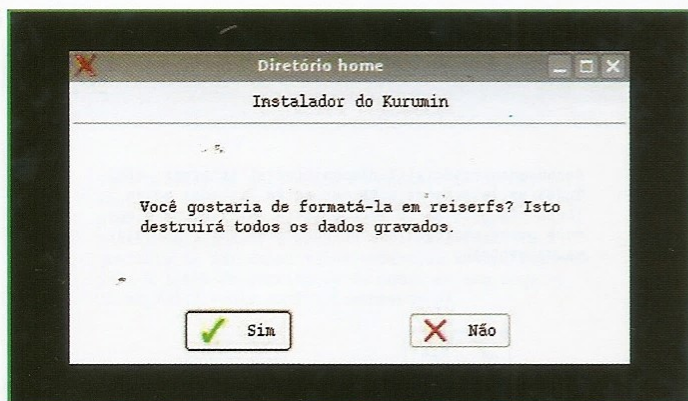 Diretório home
Instalador do Kurumin
Você gostaria de formatá-la em reiserfs? Isto
destruirá todos os dados gravados.
Sim
Não